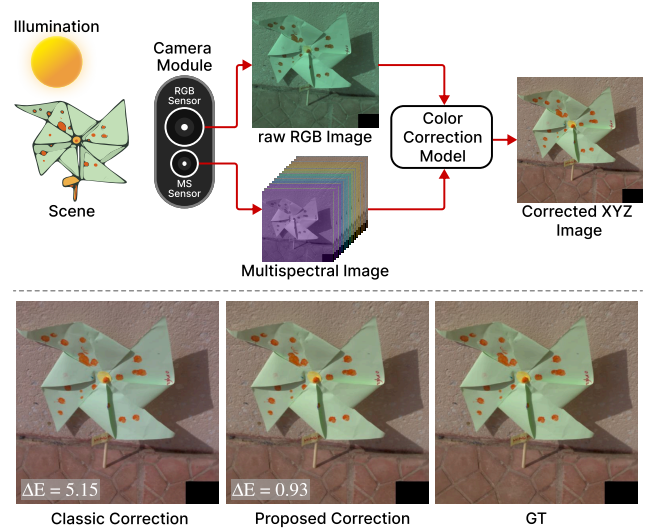 Illumination
Camera
Module
RGB
Sensor
MS
Sensor
Scene
raw RGB Image
Multispectral Image
Color
Correction
Model
Corrected XYZ
Image
ΔE = 5.15
ΔE = 0.93
Classic Correction
Proposed Correction
GT